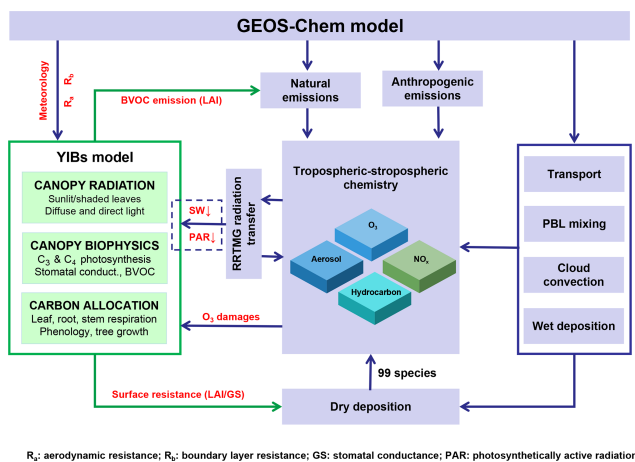 GEOS-Chem model
Meteorology
Rₐ R_b
BVOC emission (LAI)
Natural
emissions
Anthropogenic
emissions
YIBs model
CANOPY RADIATION
Sunlit/shaded leaves
Diffuse and direct light
CANOPY BIOPHYSICS
C₃ & C₄ photosynthesis
Stomatal conduct., BVOC
CARBON ALLOCATION
Leaf, root, stem respiration
Phenology, tree growth
SW↓
PAR↓
RRTMG radiation
transfer
Tropospheric-stropospheric
chemistry
O₃
Aerosol
NOₓ
Hydrocarbon
Transport
PBL mixing
Cloud
convection
Wet deposition
O₃ damages
99 species
Surface resistance (LAI/GS)
Dry deposition
Rₐ: aerodynamic resistance; R_b: boundary layer resistance; GS: stomatal conductance; PAR: photosynthetically active radiation